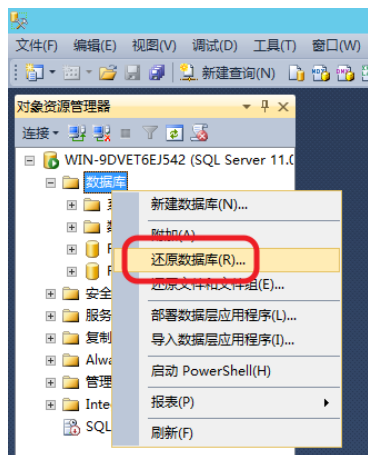 文件(F) 编辑(E) 视图(V) 调试(D) 工具(T) 窗口(W)
新建查询(N)
对象资源管理器
连接
WIN-9DVET6EJ542 (SQL Server 11.0
数据库
新建数据库(N)...
附加(A)...
还原数据库(R)...
还原文件和文件组(E)...
安全
部署数据层应用程序(L)...
服务
复制
导入数据层应用程序(I)...
Alwa
启动 PowerShell(H)
管理
Inte
报表(P)
SQL
刷新(F)